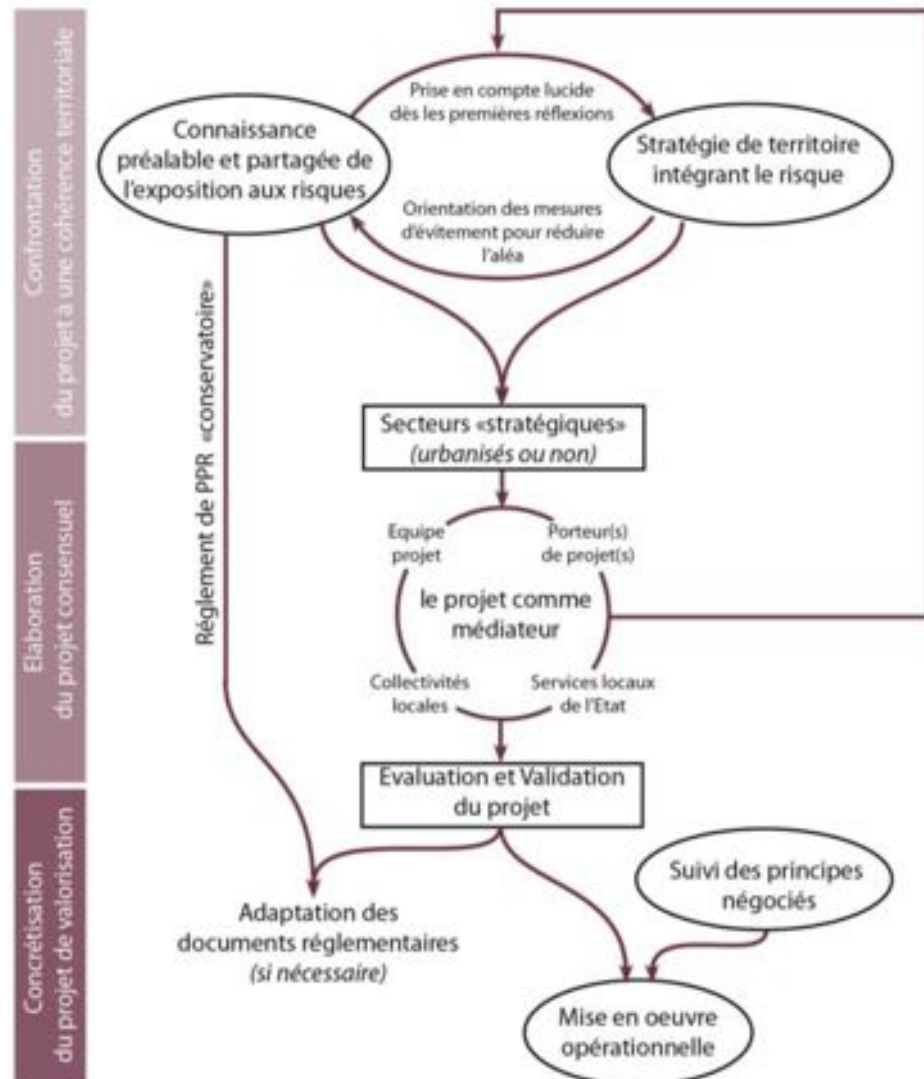 Confrontation
du projet à une cohérence territoriale
Prise en compte lucide
dès les premières réflexions
Connaissance
préalable et partagée de
l'exposition aux risques
Stratégie de territoire
intégrant le risque
Orientation des mesures
d'évitement pour réduire
l'aléa
Réglement de PPR «conservatoire»
Secteurs «stratégiques»
(urbanisés ou non)
Elaboration
du projet consensuel
Equipe
projet
Porteur(s)
de projet(s)
le projet comme
médiateur
Collectivités
locales
Services locaux
de l'Etat
Evaluation et Validation
du projet
Concrétisation
du projet de valorisation
Suivi des principes
négociés
Adaptation des
documents réglementaires
(si nécessaire)
Mise en oeuvre
opérationnelle